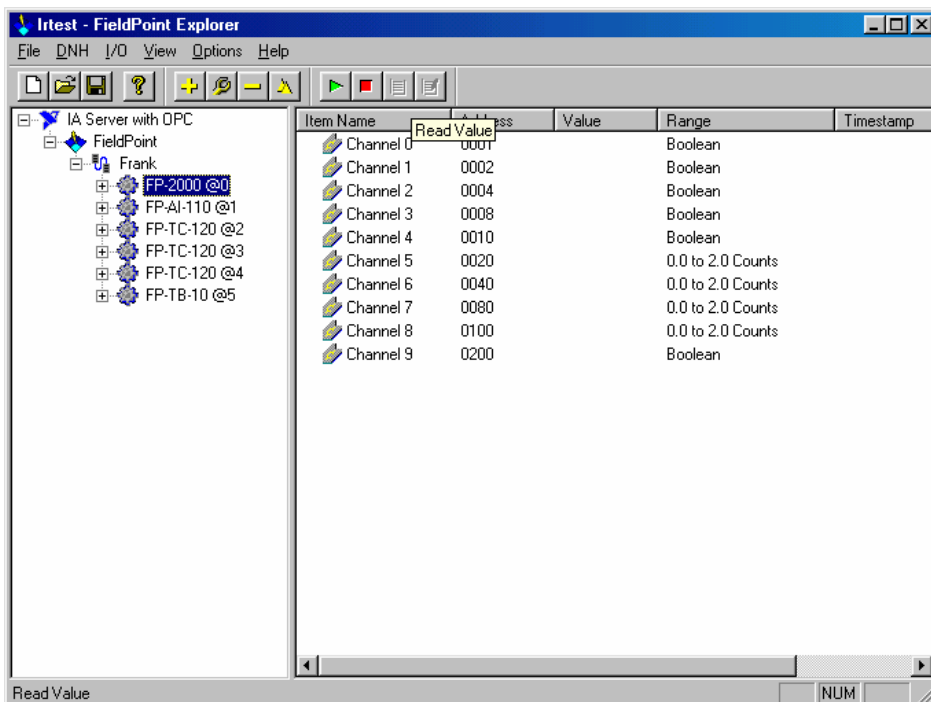 Irtest - FieldPoint Explorer
File DNH I/O View Options Help
IA Server with OPC
FieldPoint
Frank
FP-2000 @0
FP-AI-110 @1
FP-TC-120 @2
FP-TC-120 @3
FP-TC-120 @4
FP-TB-10 @5
Item Name Value Range Timestamp
Read Value
Channel 0 0001 Boolean
Channel 1 0002 Boolean
Channel 2 0004 Boolean
Channel 3 0008 Boolean
Channel 4 0010 Boolean
Channel 5 0020 0.0 to 2.0 Counts
Channel 6 0040 0.0 to 2.0 Counts
Channel 7 0080 0.0 to 2.0 Counts
Channel 8 0100 0.0 to 2.0 Counts
Channel 9 0200 Boolean
Read Value NUM